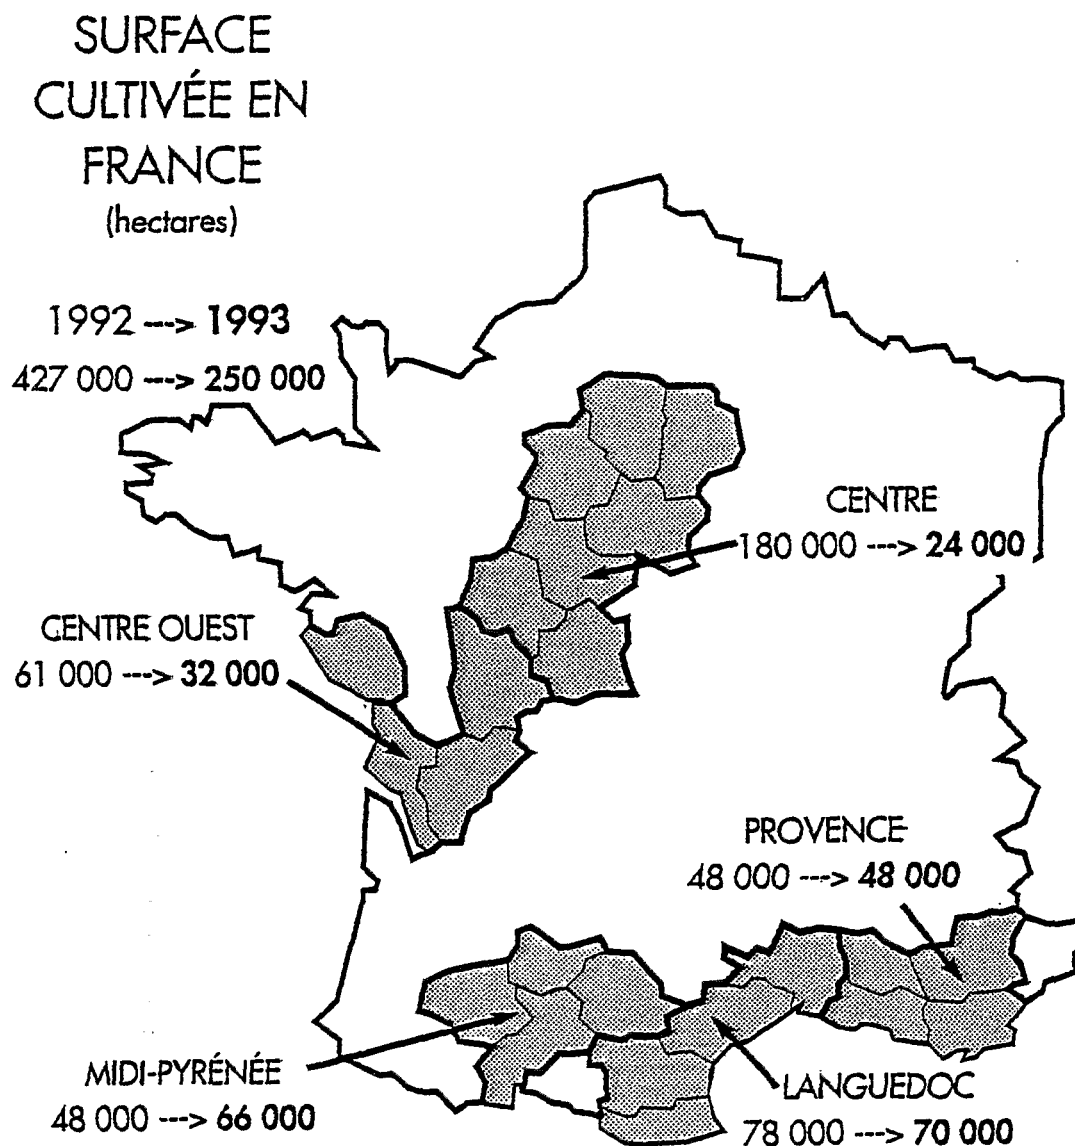 SURFACE
CULTIVÉE EN
FRANCE
(hectares)
1992 ---> 1993
427 000 ---> 250 000
CENTRE
180 000 ---> 24 000
CENTRE OUEST
61 000 ---> 32 000
PROVENCE
48 000 ---> 48 000
MIDI-PYRÉNÉE
48 000 ---> 66 000
LANGUEDOC
78 000 ---> 70 000